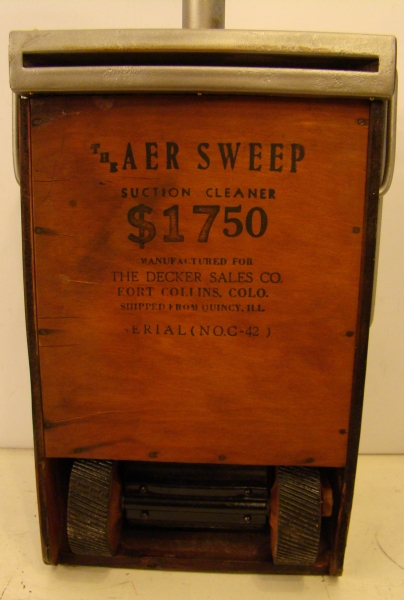 THE AER SWEEP
SUCTION CLEANER
$1750
MANUFACTURED FOR
THE DECKER SALES CO.
FORT COLLINS, COLO.
SHIPPED FROM QUINCY, ILL.
ERIAL (NO.C-42)